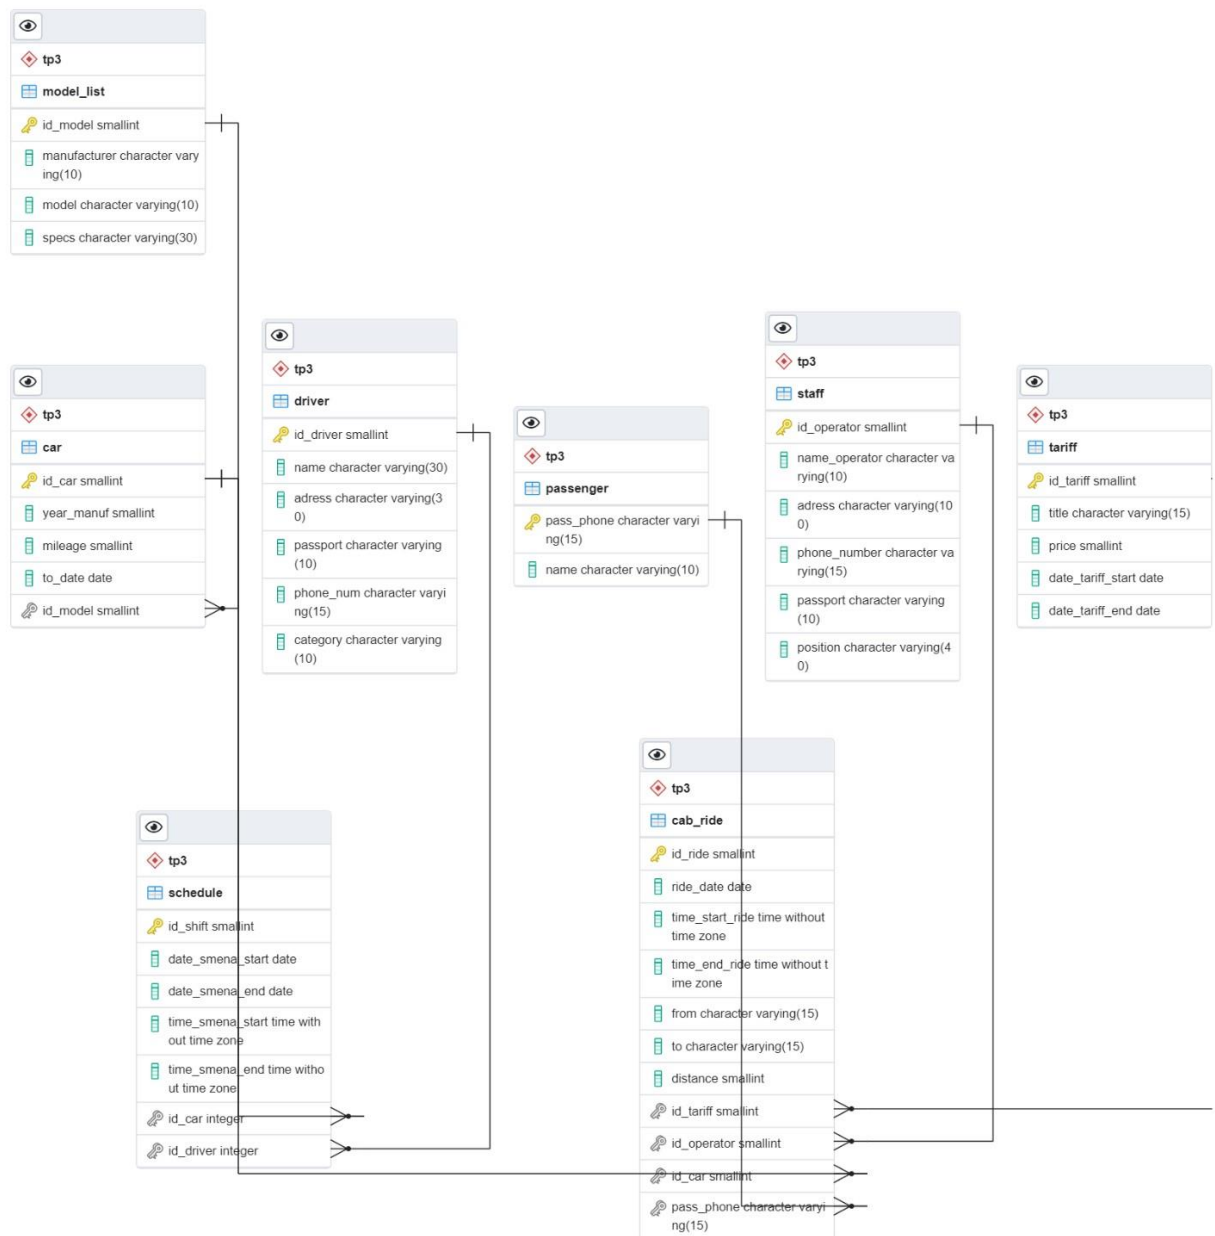 tp3
model_list
id_model smallint
manufacturer character vary
ing(10)
model character varying(10)
specs character varying(30)
tp3
car
id_car smallint
year_manuf smallint
mileage smallint
to_date date
id_model smallint
tp3
driver
id_driver smallint
name character varying(30)
adress character varying(3
0)
passport character varying
(10)
phone_num character varyi
ng(15)
category character varying
(10)
tp3
passenger
pass_phone character varyi
ng(15)
name character varying(10)
tp3
staff
id_operator smallint
name_operator character va
rying(10)
adress character varying(10
0)
phone_number character va
rying(15)
passport character varying
(10)
position character varying(4
0)
tp3
tariff
id_tariff smallint
title character varying(15)
price smallint
date_tariff_start date
date_tariff_end date
tp3
schedule
id_shift smallint
date_smena_start date
date_smena_end date
time_smena_start time with
out time zone
time_smena_end time witho
ut time zone
id_car integer
id_driver integer
tp3
cab_ride
id_ride smallint
ride_date date
time_start_ride time without
time zone
time_end_ride time without t
ime zone
from character varying(15)
to character varying(15)
distance smallint
id_tariff smallint
id_operator smallint
id_car smallint
pass_phone character varyi
ng(15)